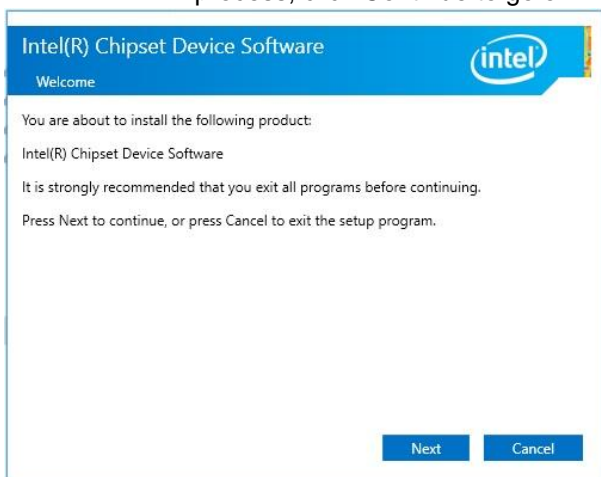 Intel(R) Chipset Device Software
intel
Welcome
You are about to install the following product:
Intel(R) Chipset Device Software
It is strongly recommended that you exit all programs before continuing.
Press Next to continue, or press Cancel to exit the setup program.
Next Cancel